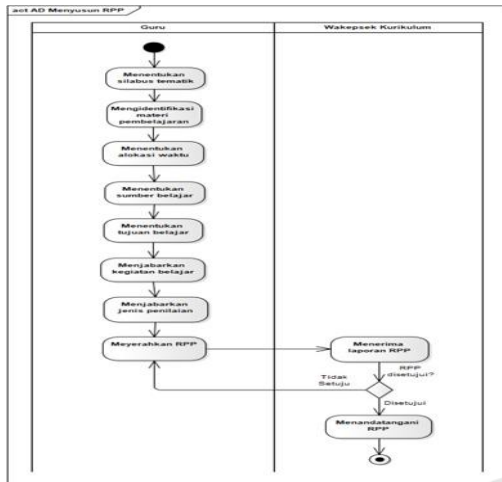 act AD Menyusun RPP
Guru
Wakepsek Kurikulum
Menentukan
silabus tematik
Mengidentifikasi
materi
pembelajaran
Menentukan
alokasi waktu
Menentukan
sumber belajar
Menentukan
tujuan belajar
Menjabarkan
kegiatan belajar
Menjabarkan
jenis penilaian
Meyerahkan RPP
Menerima
laporan RPP
RPP
disetujui?
Tidak
Setuju
Disetujui
Menandatangani
RPP